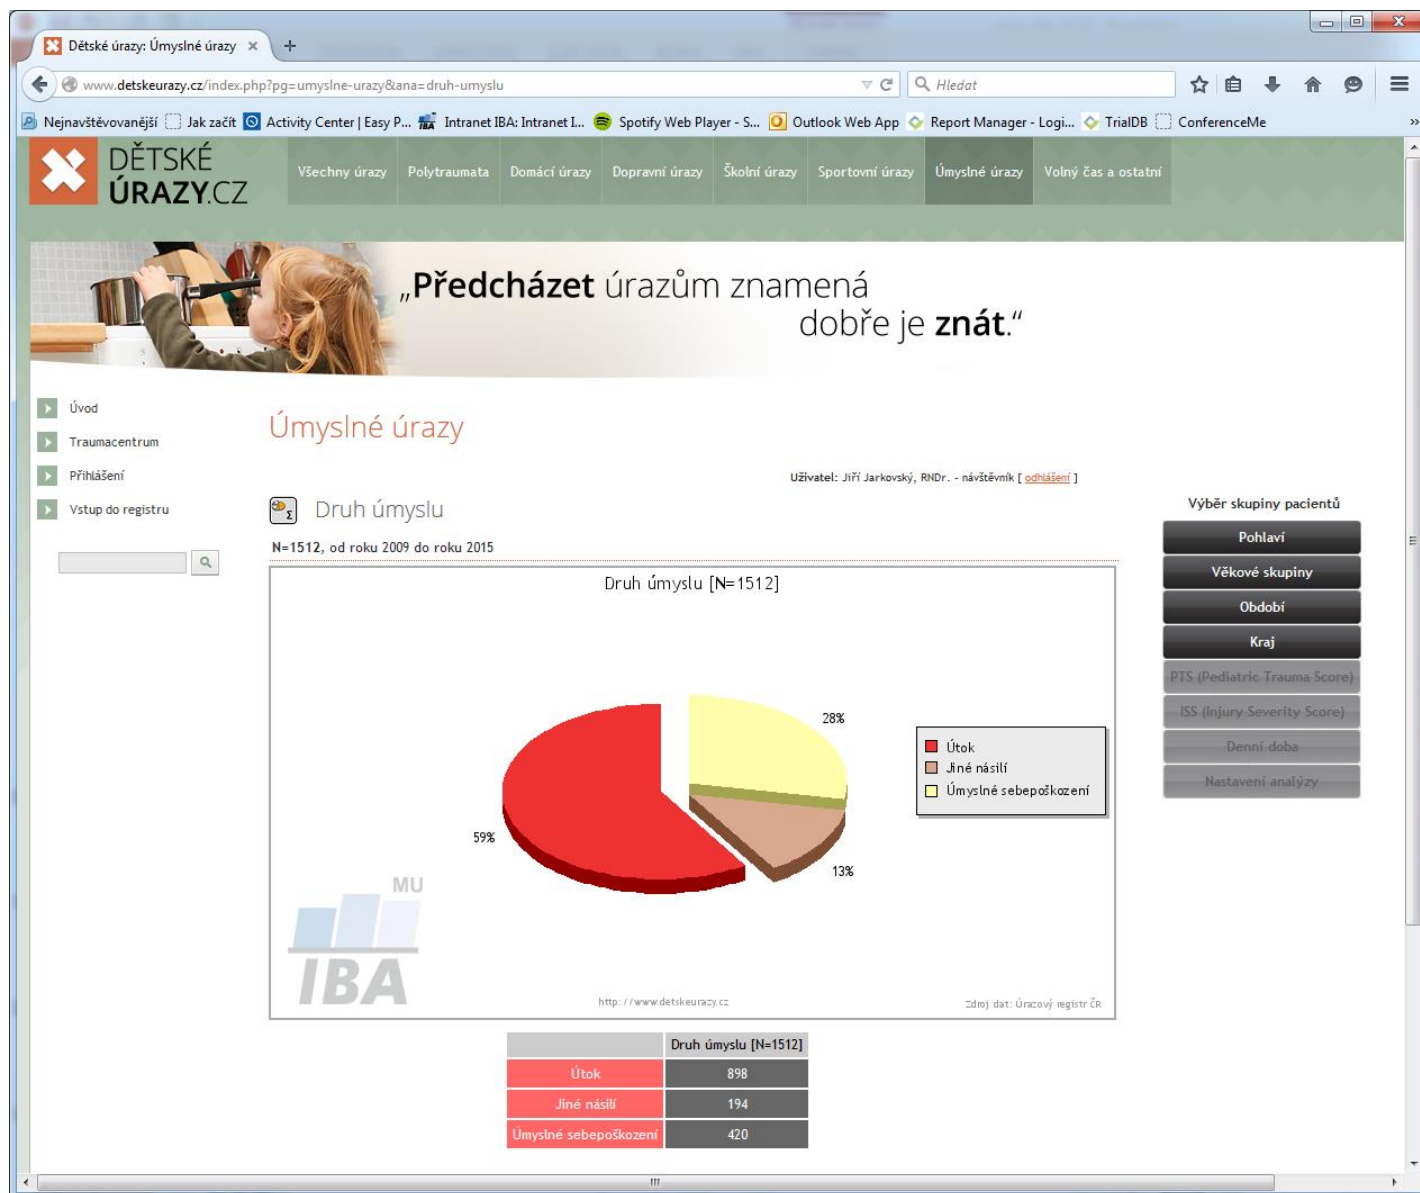 Dětské úrazy: Úmyslné úrazy
www.detskeurazy.cz/index.php?pg=umyslne-urazy&ana=druh-umyslu
Hledat
Nejnavštěvovanější Jak začít Activity Center | Easy P... Intranet IBA: Intranet I... Spotify Web Player - S... Outlook Web App Report Manager - Logi... TrialDB ConferenceMe
DĚTSKÉ
ÚRAZY.CZ
Všechny úrazy Polytraumata Domácí úrazy Dopravní úrazy Školní úrazy Sportovní úrazy Úmyslné úrazy Volný čas a ostatní
„Předcházet úrazům znamená
dobře je znát.“
Úvod
Traumacentrum
Přihlášení
Vstup do registru
Úmyslné úrazy
Uživatel: Jiří Jarkovský, RNDr. - návštěvník [ odhlášení ]
Druh úmyslu
N=1512, od roku 2009 do roku 2015
Druh úmyslu [N=1512]
28%
59%
13%
Útok
Jiné násilí
Úmyslné sebepoškození
MU
IBA
http://www.detskeurazy.cz
Zdroj dat: Úrazový registr ČR
Druh úmyslu [N=1512]
Útok 898
Jiné násilí 194
Úmyslné sebepoškození 420
Výběr skupiny pacientů
Pohlaví
Věkové skupiny
Období
Kraj
PTS (Pediatric Trauma Score)
ISS (Injury Severity Score)
Denní doba
Nastavení analýzy